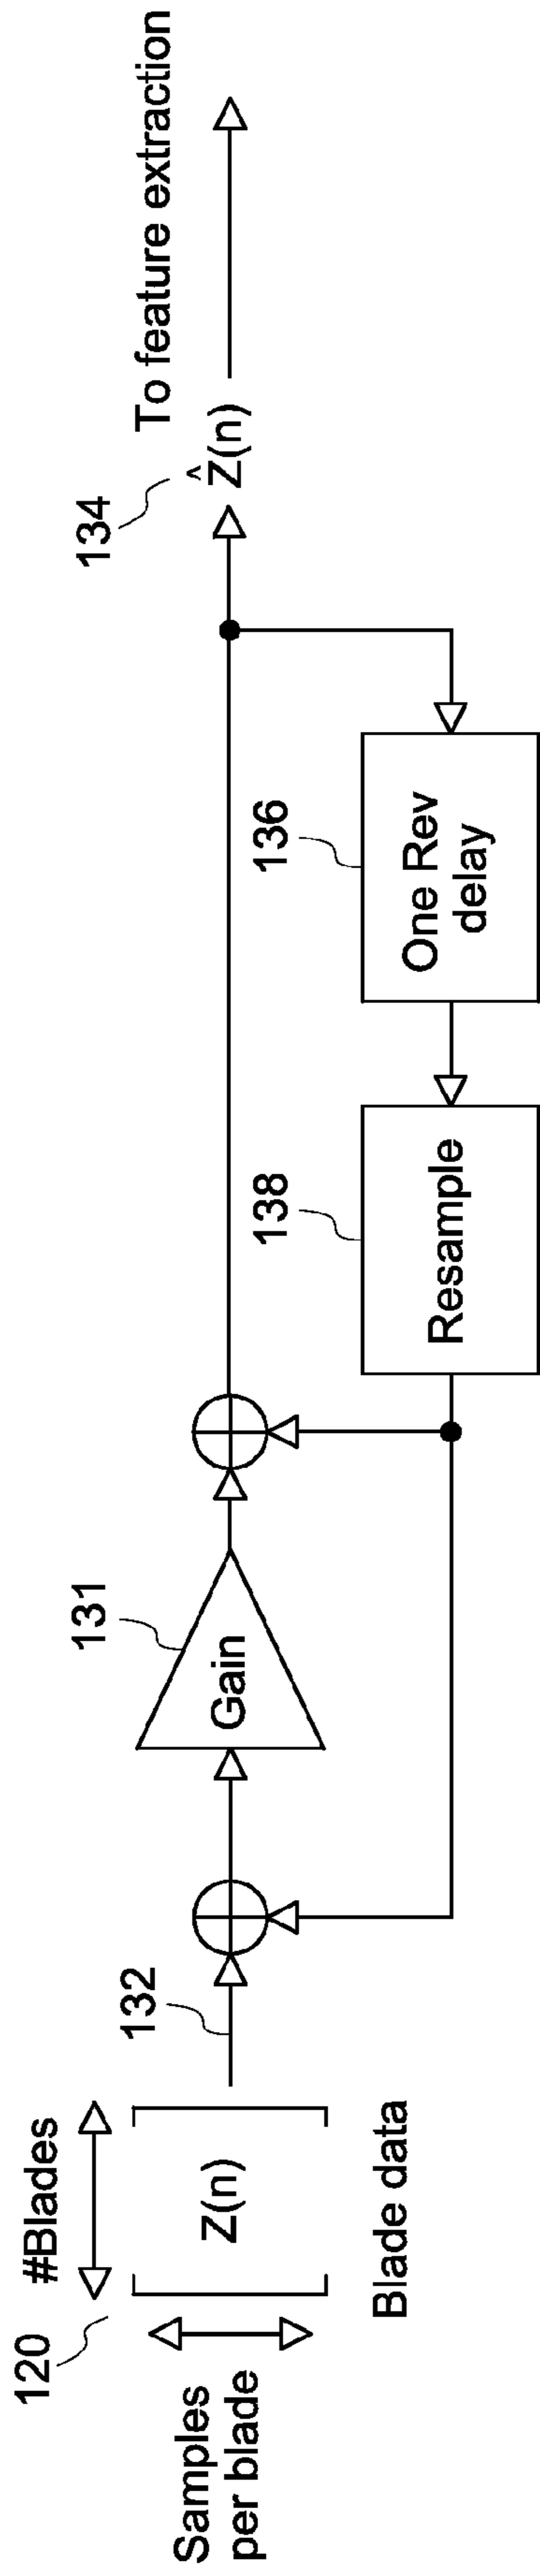 120
#Blades
Samples
per blade
Z(n)
Blade data
132
131
Gain
138
Resample
136
One Rev
delay
134
Ẑ(n)
To feature extraction